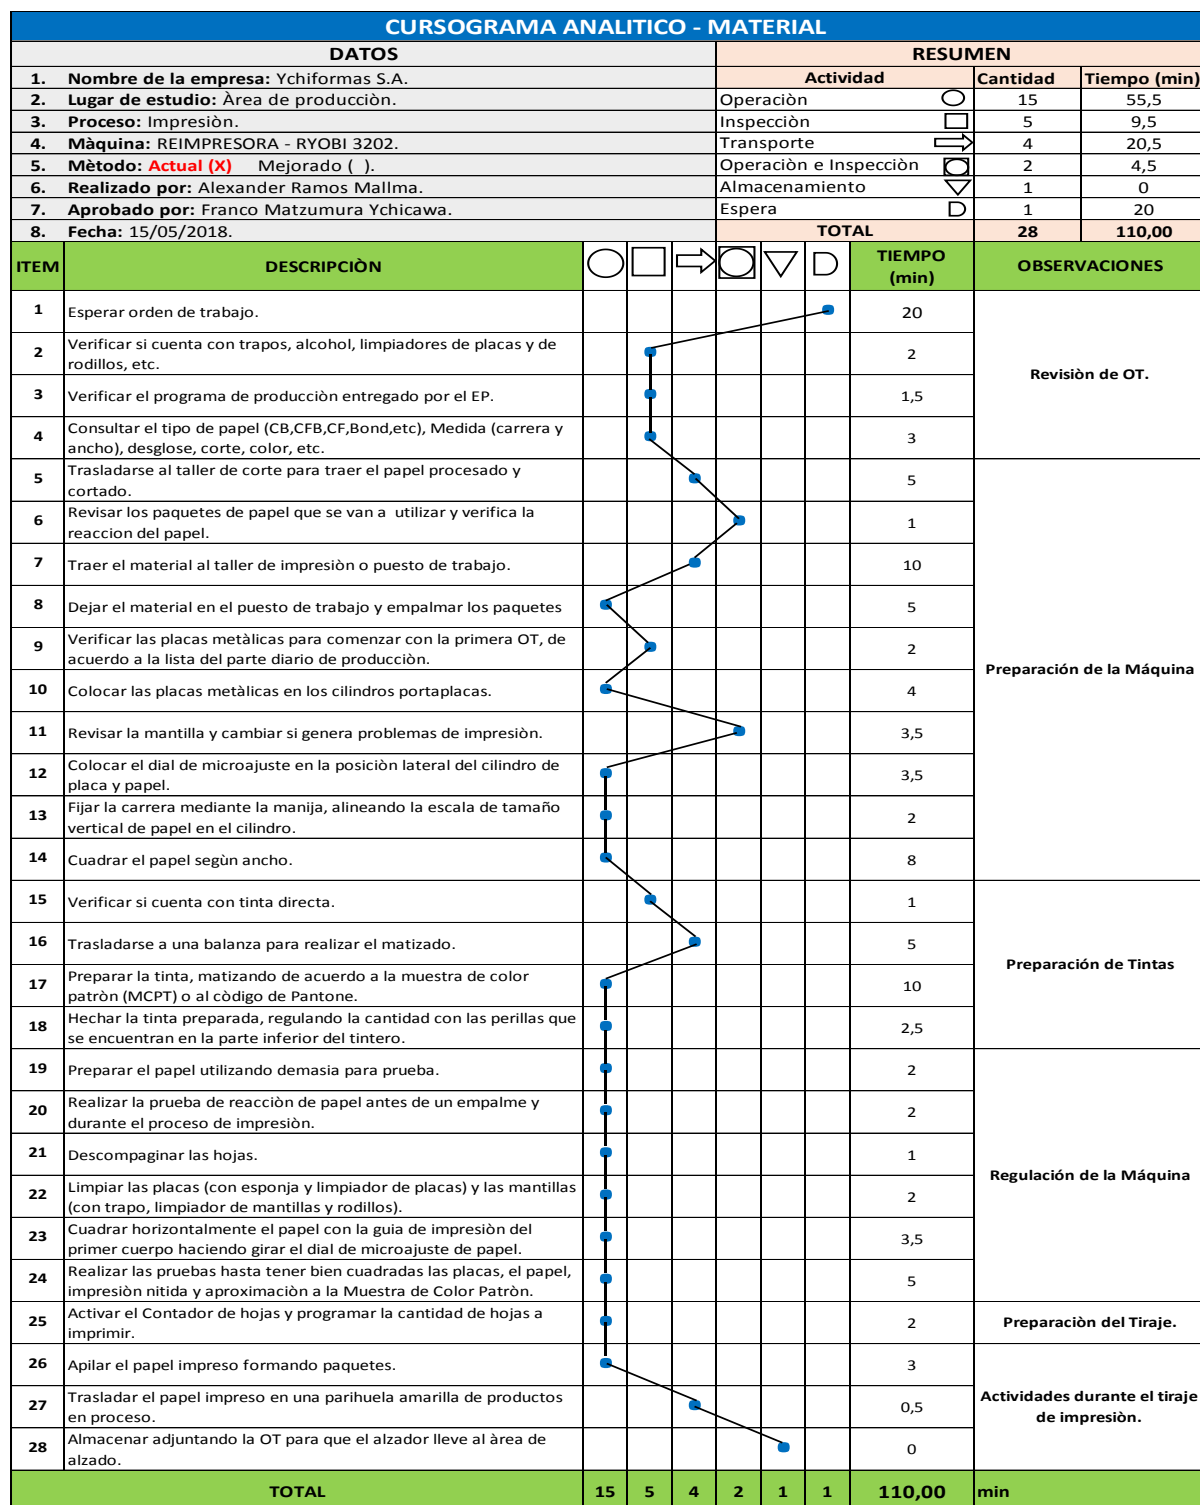 CURSOGRAMA ANALITICO - MATERIAL
DATOS
RESUMEN
1. Nombre de la empresa: Ychiformas S.A.
Actividad Cantidad Tiempo (min)
2. Lugar de estudio: Àrea de producciòn.
Operaciòn 15 55,5
3. Proceso: Impresiòn.
Inspecciòn 5 9,5
4. Màquina: REIMPRESORA - RYOBI 3202.
Transporte 4 20,5
5. Mètodo: Actual (X) Mejorado ( ).
Operaciòn e Inspecciòn 2 4,5
6. Realizado por: Alexander Ramos Mallma.
Almacenamiento 1 0
7. Aprobado por: Franco Matzumura Ychicawa.
Espera 1 20
8. Fecha: 15/05/2018.
TOTAL 28 110,00
ITEM DESCRIPCIÒN TIEMPO
(min)
OBSERVACIONES
1 Esperar orden de trabajo. 20
2 Verificar si cuenta con trapos, alcohol, limpiadores de placas y de
rodillos, etc. 2
Revisiòn de OT.
3 Verificar el programa de producciòn entregado por el EP. 1,5
4 Consultar el tipo de papel (CB,CFB,CF,Bond,etc), Medida (carrera y
ancho), desglose, corte, color, etc. 3
5 Trasladarse al taller de corte para traer el papel procesado y
cortado. 5
6 Revisar los paquetes de papel que se van a utilizar y verifica la
reaccion del papel. 1
7 Traer el material al taller de impresiòn o puesto de trabajo. 10
8 Dejar el material en el puesto de trabajo y empalmar los paquetes 5
9 Verificar las placas metàlicas para comenzar con la primera OT, de
acuerdo a la lista del parte diario de producciòn. 2
Preparación de la Máquina
10 Colocar las placas metàlicas en los cilindros portaplacas. 4
11 Revisar la mantilla y cambiar si genera problemas de impresiòn. 3,5
12 Colocar el dial de microajuste en la posiciòn lateral del cilindro de
placa y papel. 3,5
13 Fijar la carrera mediante la manija, alineando la escala de tamaño
vertical de papel en el cilindro. 2
14 Cuadrar el papel segùn ancho. 8
15 Verificar si cuenta con tinta directa. 1
16 Trasladarse a una balanza para realizar el matizado. 5
Preparación de Tintas
17 Preparar la tinta, matizando de acuerdo a la muestra de color
patròn (MCPT) o al còdigo de Pantone. 10
18 Hechar la tinta preparada, regulando la cantidad con las perillas que
se encuentran en la parte inferior del tintero. 2,5
19 Preparar el papel utilizando demasia para prueba. 2
20 Realizar la prueba de reacciòn de papel antes de un empalme y
durante el proceso de impresiòn. 2
21 Descompaginar las hojas. 1
Regulación de la Máquina
22 Limpiar las placas (con esponja y limpiador de placas) y las mantillas
(con trapo, limpiador de mantillas y rodillos). 2
23 Cuadrar horizontalmente el papel con la guia de impresiòn del
primer cuerpo haciendo girar el dial de microajuste de papel. 3,5
24 Realizar las pruebas hasta tener bien cuadradas las placas, el papel,
impresiòn nitida y aproximaciòn a la Muestra de Color Patròn. 5
25 Activar el Contador de hojas y programar la cantidad de hojas a
imprimir. 2
Preparaciòn del Tiraje.
26 Apilar el papel impreso formando paquetes. 3
27 Trasladar el papel impreso en una parihuela amarilla de productos
en proceso. 0,5
Actividades durante el tiraje
de impresiòn.
28 Almacenar adjuntando la OT para que el alzador lleve al àrea de
alzado. 0
TOTAL 15 5 4 2 1 1 110,00 min